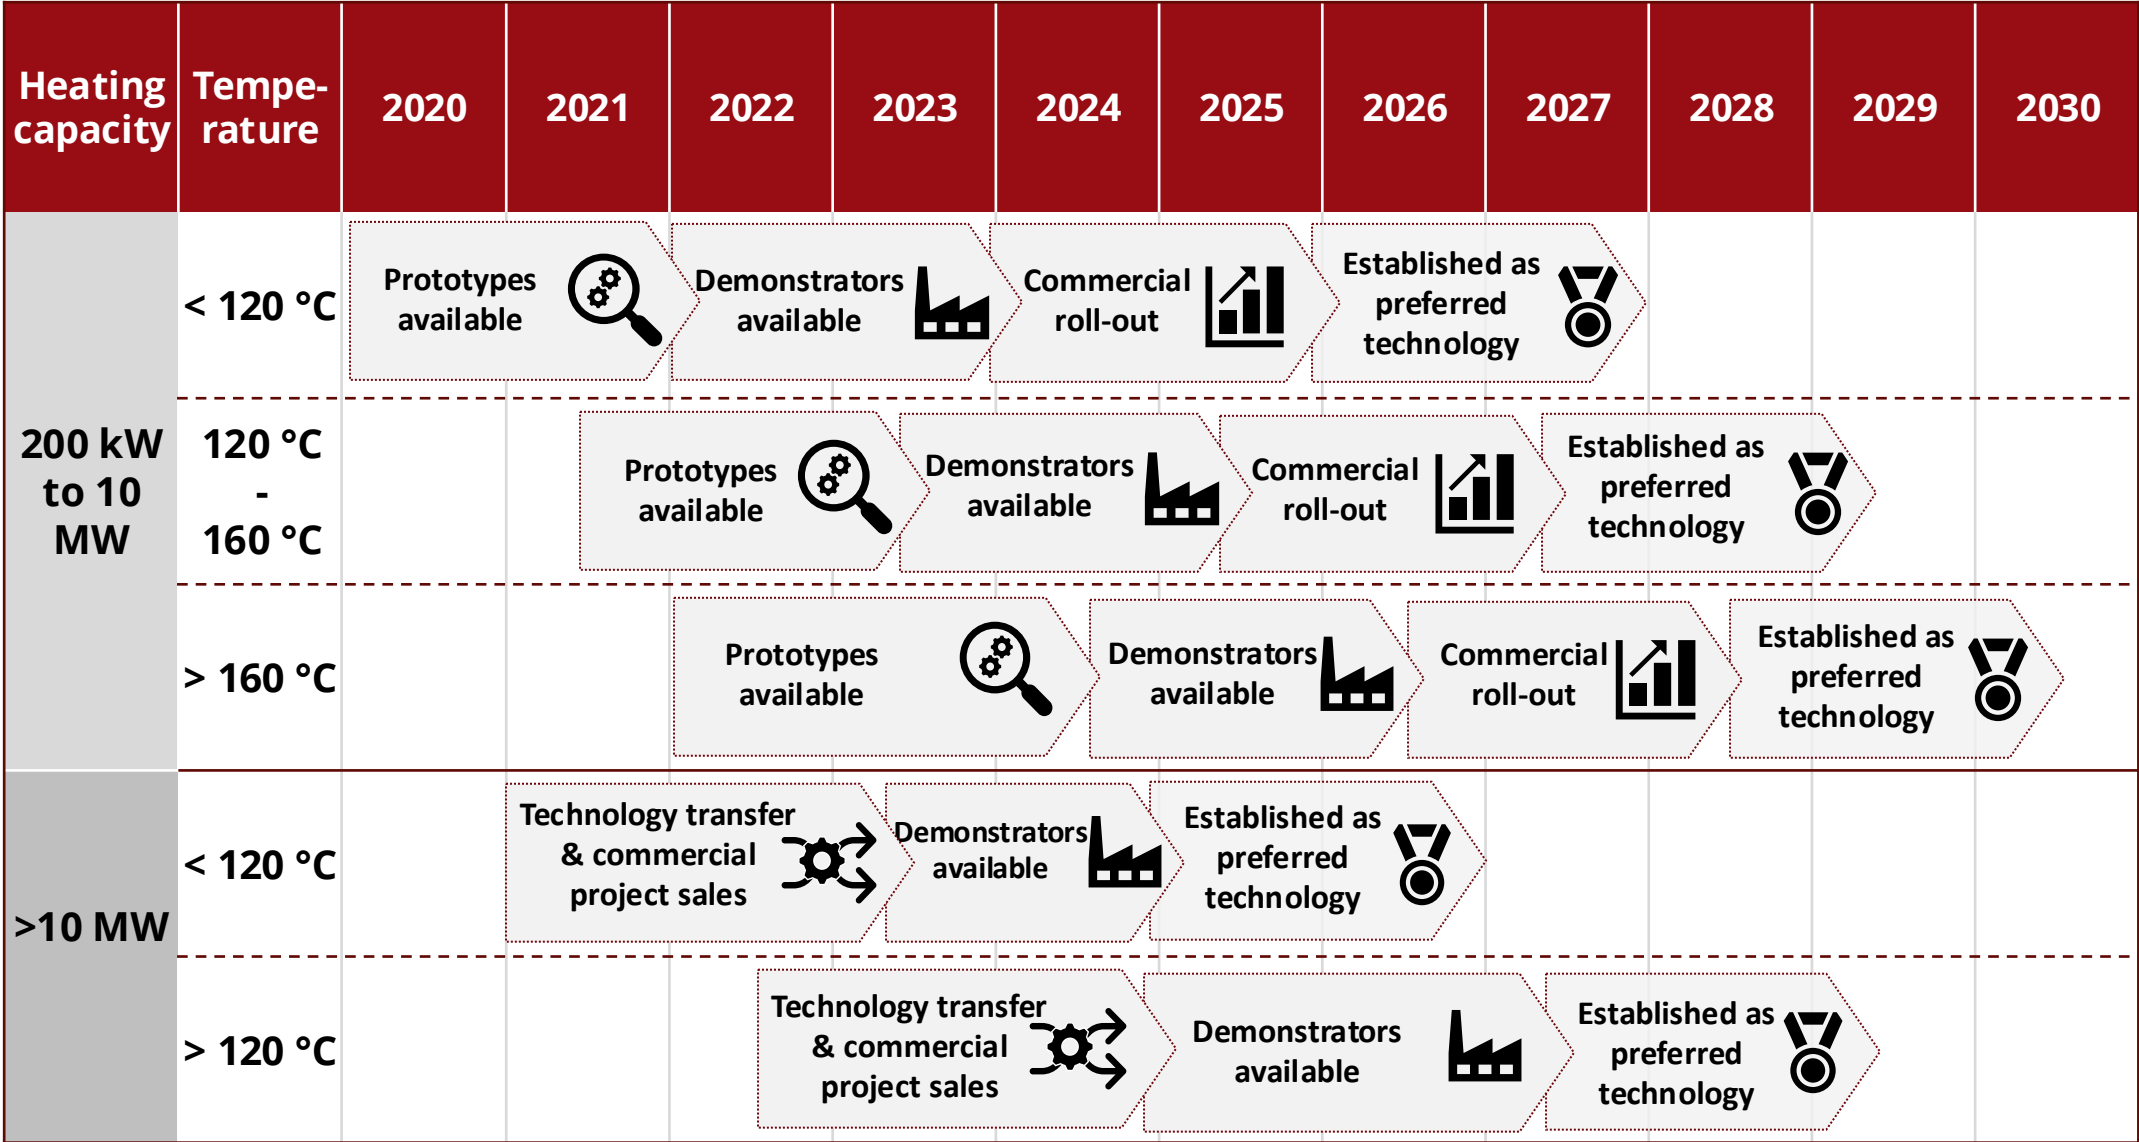 Heating
capacity
Tempe-
rature
2020
2021
2022
2023
2024
2025
2026
2027
2028
2029
2030
200 kW
to 10
MW
< 120 °C
Prototypes
available
Demonstrators
available
Commercial
roll-out
Established as
preferred
technology
120 °C
-
160 °C
Prototypes
available
Demonstrators
available
Commercial
roll-out
Established as
preferred
technology
> 160 °C
Prototypes
available
Demonstrators
available
Commercial
roll-out
Established as
preferred
technology
>10 MW
< 120 °C
Technology transfer
& commercial
project sales
Demonstrators
available
Established as
preferred
technology
> 120 °C
Technology transfer
& commercial
project sales
Demonstrators
available
Established as
preferred
technology